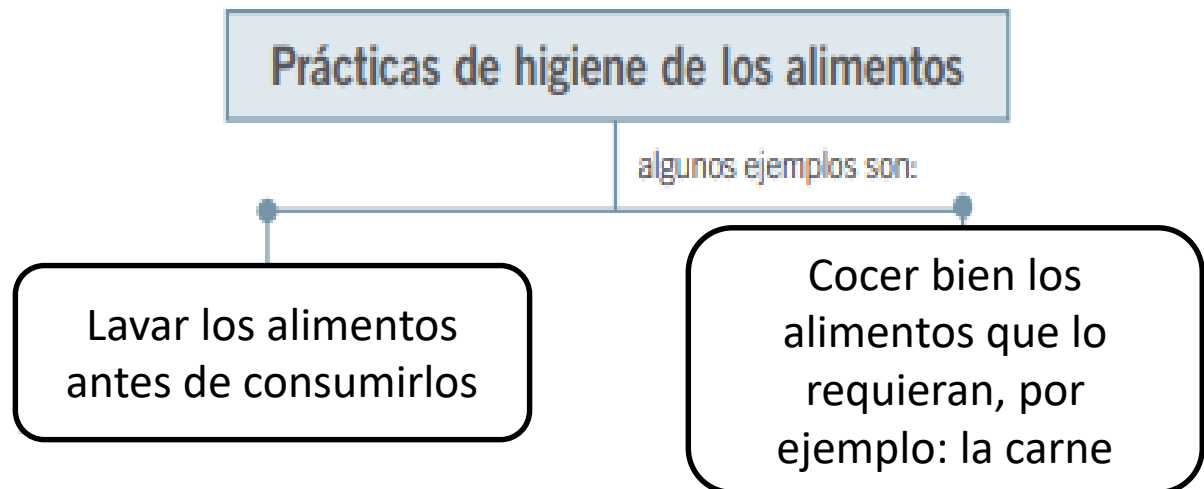 Prácticas de higiene de los alimentos
algunos ejemplos son:
Lavar los alimentos
antes de consumirlos
Cocer bien los
alimentos que lo
requieran, por
ejemplo: la carne